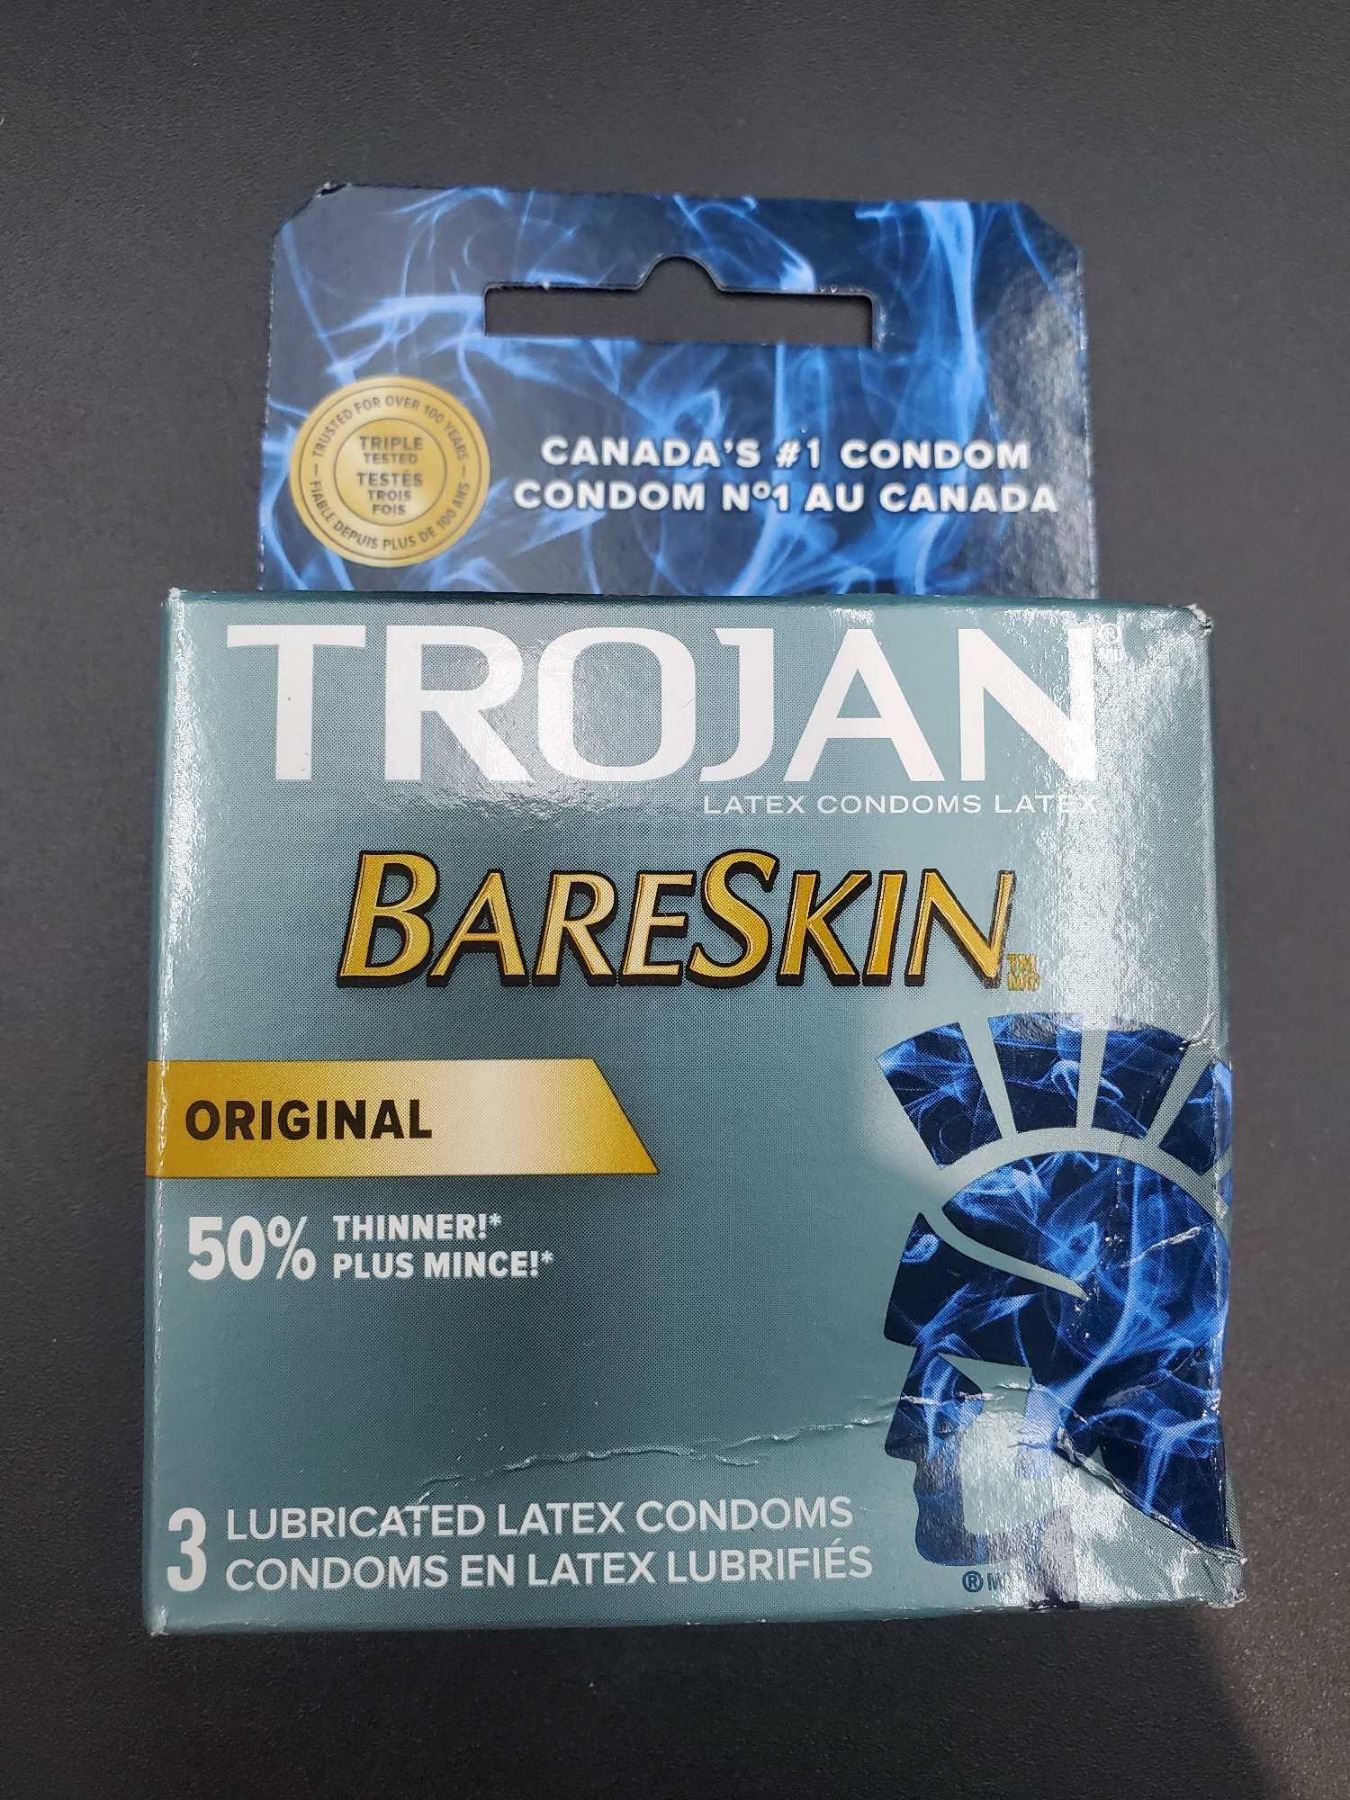 TRUSTED FOR OVER 100 YEARS
TRIPLE
TESTED
TESTÉS
TROIS
FOIS
FIABLE DEPUIS PLUS DE 100 ANS
CANADA'S #1 CONDOM
CONDOM Nº1 AU CANADA
TROJAN®
LATEX CONDOMS LATEX
BARESKIN TM
MC
ORIGINAL
50% THINNER!*
PLUS MINCE!*
3 LUBRICATED LATEX CONDOMS
CONDOMS EN LATEX LUBRIFIÉS
®